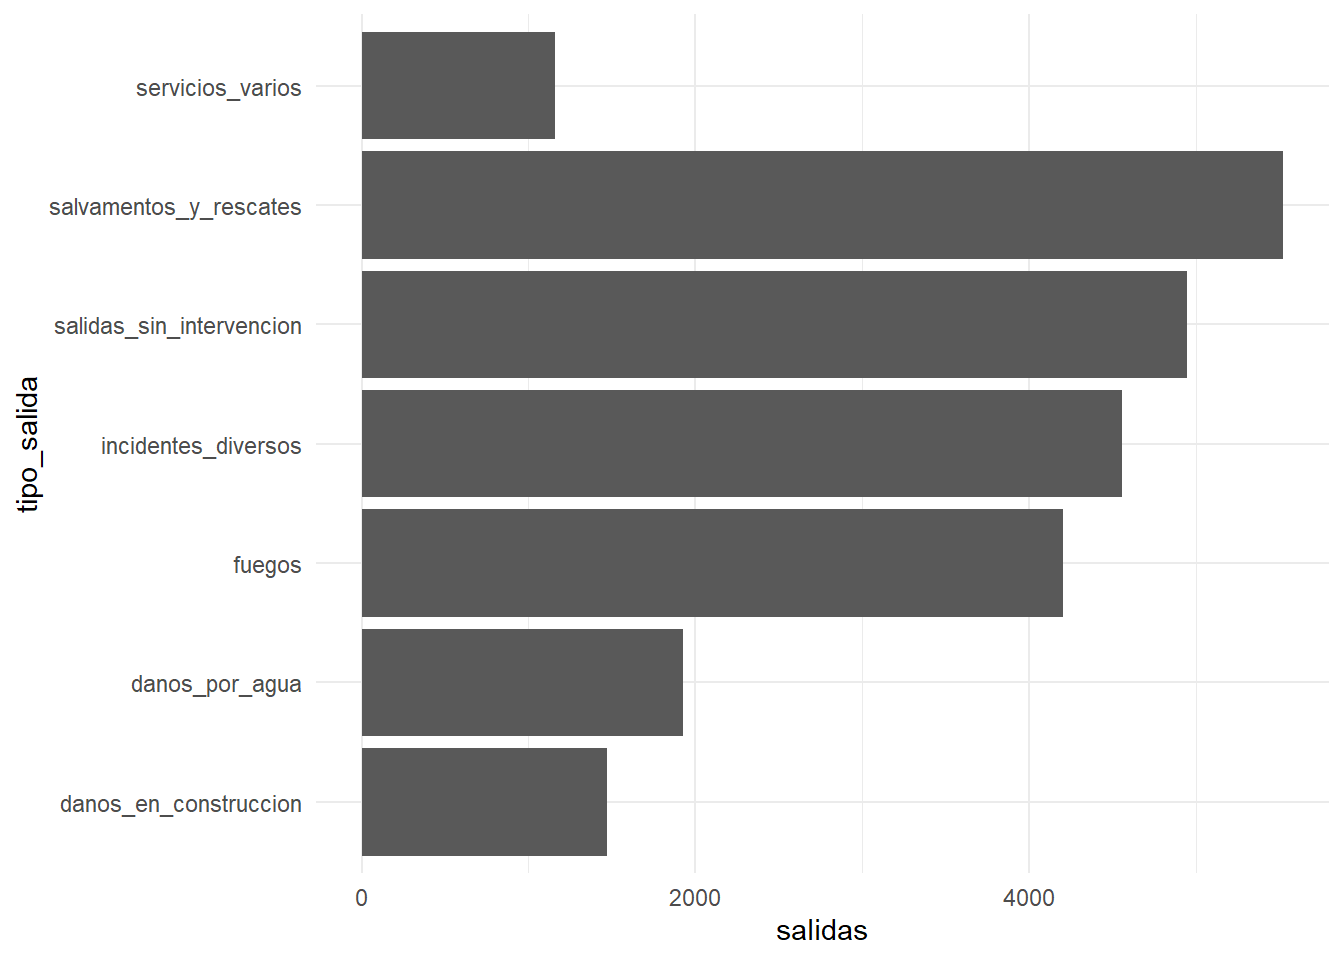 servicios_varios
salvamentos_y_rescates
salidas_sin_intervencion
incidentes_diversos
fuegos
danos_por_agua
danos_en_construccion
tipo_salida
0 2000 4000
salidas